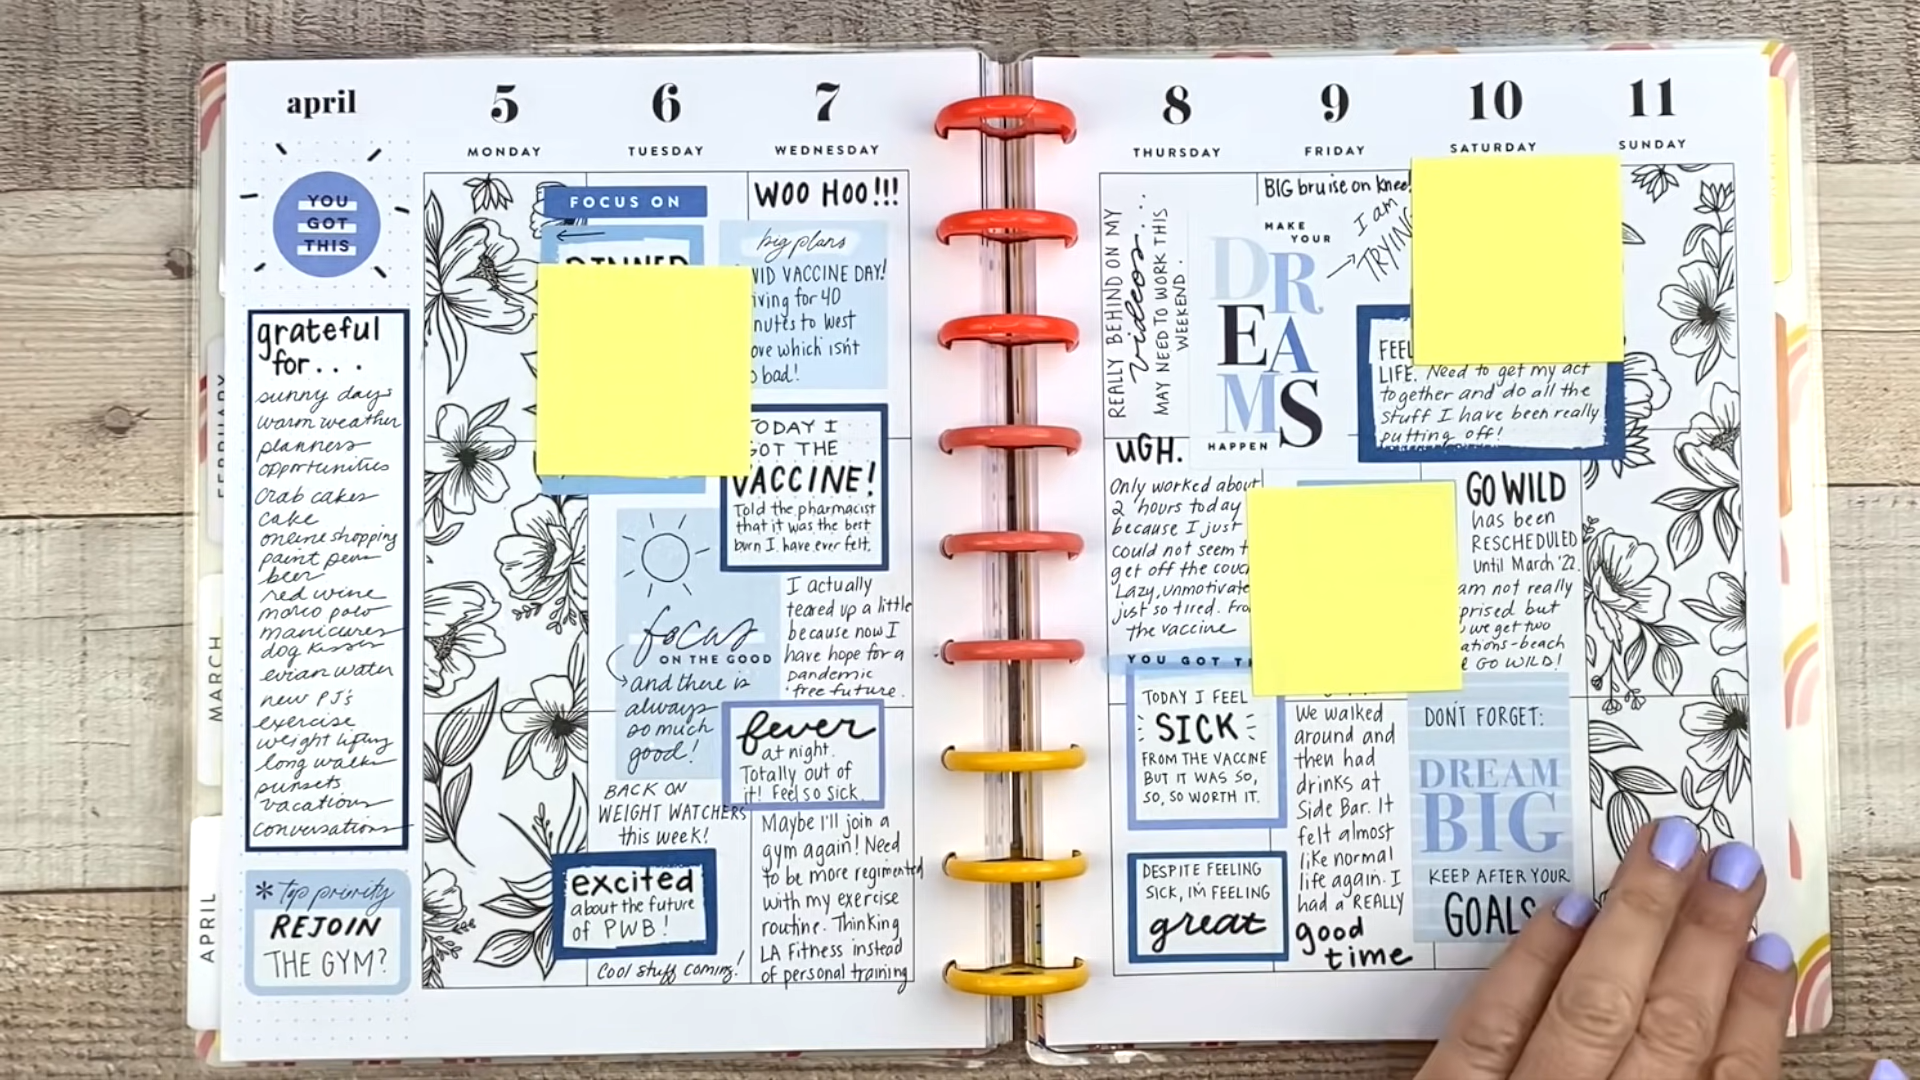 april
YOU
GOT
THIS
grateful
for...
sunny days
warm weather
planners
opportunities
crab cakes
cake
online shopping
paint pens
beer
red wine
marco polo
manicures
dog kisses
evian water
new PJ's
exercise
weight lifting
long walks
sunsets
vacations
conversations
* top priority
REJOIN
THE GYM?
FEBRUARY
MARCH
APRIL
5
MONDAY
6
TUESDAY
FOCUS ON
focus
ON THE GOOD
and there is
always
so much
good!
BACK ON
WEIGHT WATCHERS
this week!
excited
about the future
of PWB!
Cool stuff coming!
7
WEDNESDAY
WOO HOO!!!
big plans
VACCINE DAY!
for 40
to West
which isn't
bad!
TODAY I
GOT THE
VACCINE!
Told the pharmacist
that it was the best
burn I have ever felt.
I actually
teared up a little
because now I
have hope for a
pandemic
free future.
fever
at night.
Totally out of
it! Feel so sick.
Maybe I'll join a
gym again! Need
to be more regimented
with my exercise
routine. Thinking
LA Fitness instead
of personal training
8
THURSDAY
REALLY BEHIND ON MY
videos...
MAY NEED TO WORK THIS
WEEKEND.
UGH.
Only worked about
2 hours today
because I just
could not seem
get off the couch
Lazy, unmotivate
just so tired.
the vaccine
YOU GOT
TODAY I FEEL
SICK
FROM THE VACCINE
BUT IT WAS SO,
SO, SO WORTH IT.
DESPITE FEELING
SICK, I'M FEELING
great
9
FRIDAY
BIG bruise on knee!
MAKE
YOUR
DREAMS
HAPPEN
I am
TRYING
We walked
around and
then had
drinks at
Side Bar. It
felt almost
like normal
life again. I
had a REALLY
good
time
10
SATURDAY
FEEL
LIFE. Need to get my act
together and do all the
stuff I have been really
putting off!
GO WILD
has been
RESCHEDULED
until March '22.
am not really
but
we get two
beach
GO WILD!
DON'T FORGET:
DREAM
BIG
KEEP AFTER YOUR
GOALS
11
SUNDAY